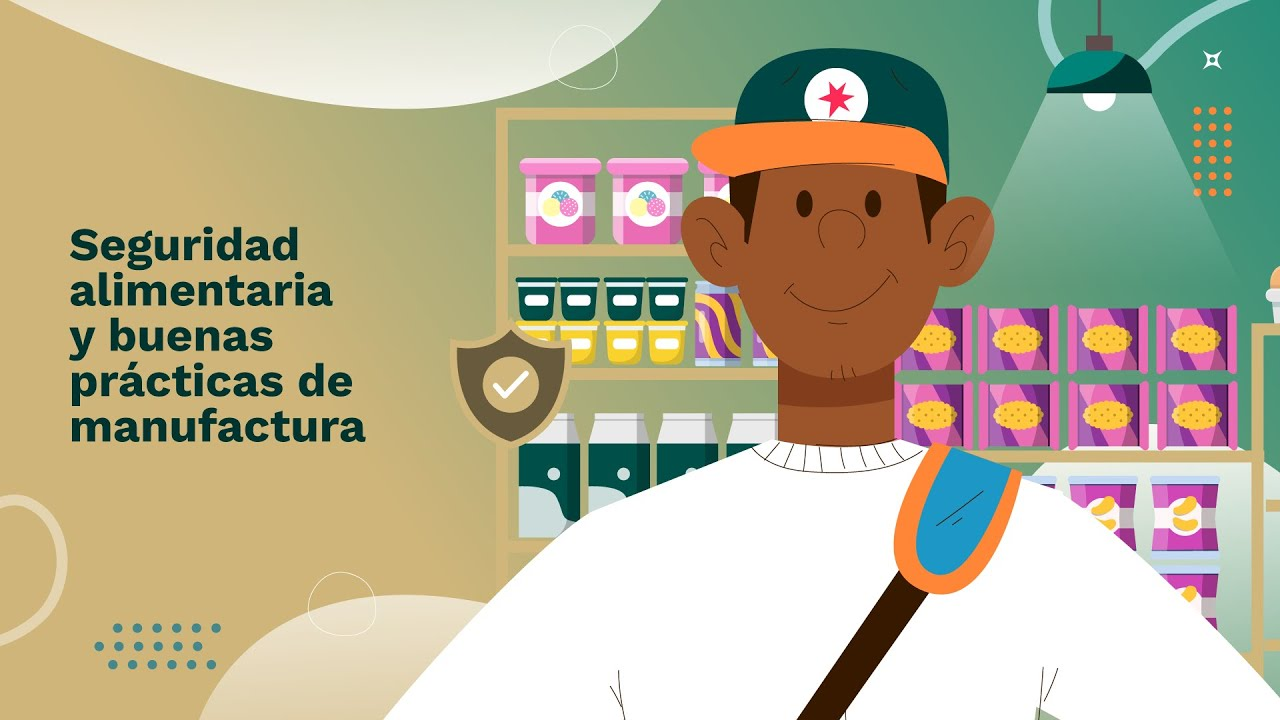 Seguridad
alimentaria
y buenas
prácticas de
manufactura